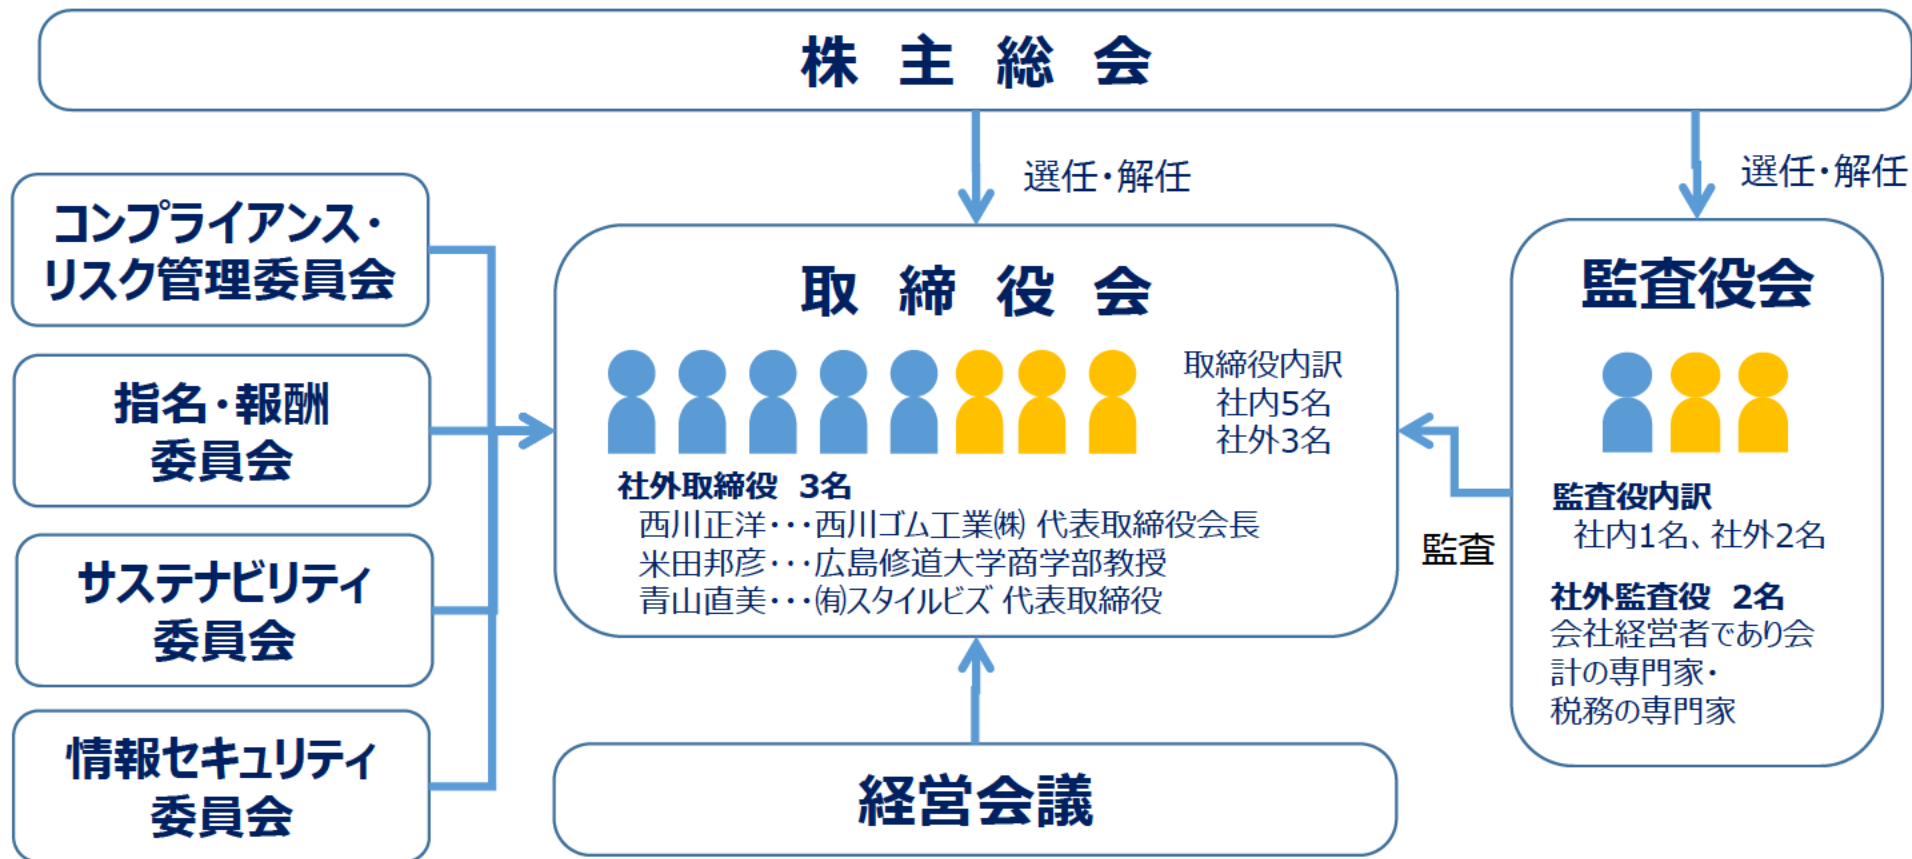 株主総会
選任・解任
選任・解任
コンプライアンス・
リスク管理委員会
指名・報酬
委員会
サステナビリティ
委員会
情報セキュリティ
委員会
取締役会
取締役内訳
社内5名
社外3名
社外取締役 3名
西川正洋・・・西川ゴム工業㈱ 代表取締役会長
米田邦彦・・・広島修道大学商学部教授
青山直美・・・㈲スタイルビズ 代表取締役
監査
監査役会
監査役内訳
社内1名、社外2名
社外監査役 2名
会社経営者であり会
計の専門家・
税務の専門家
経営会議